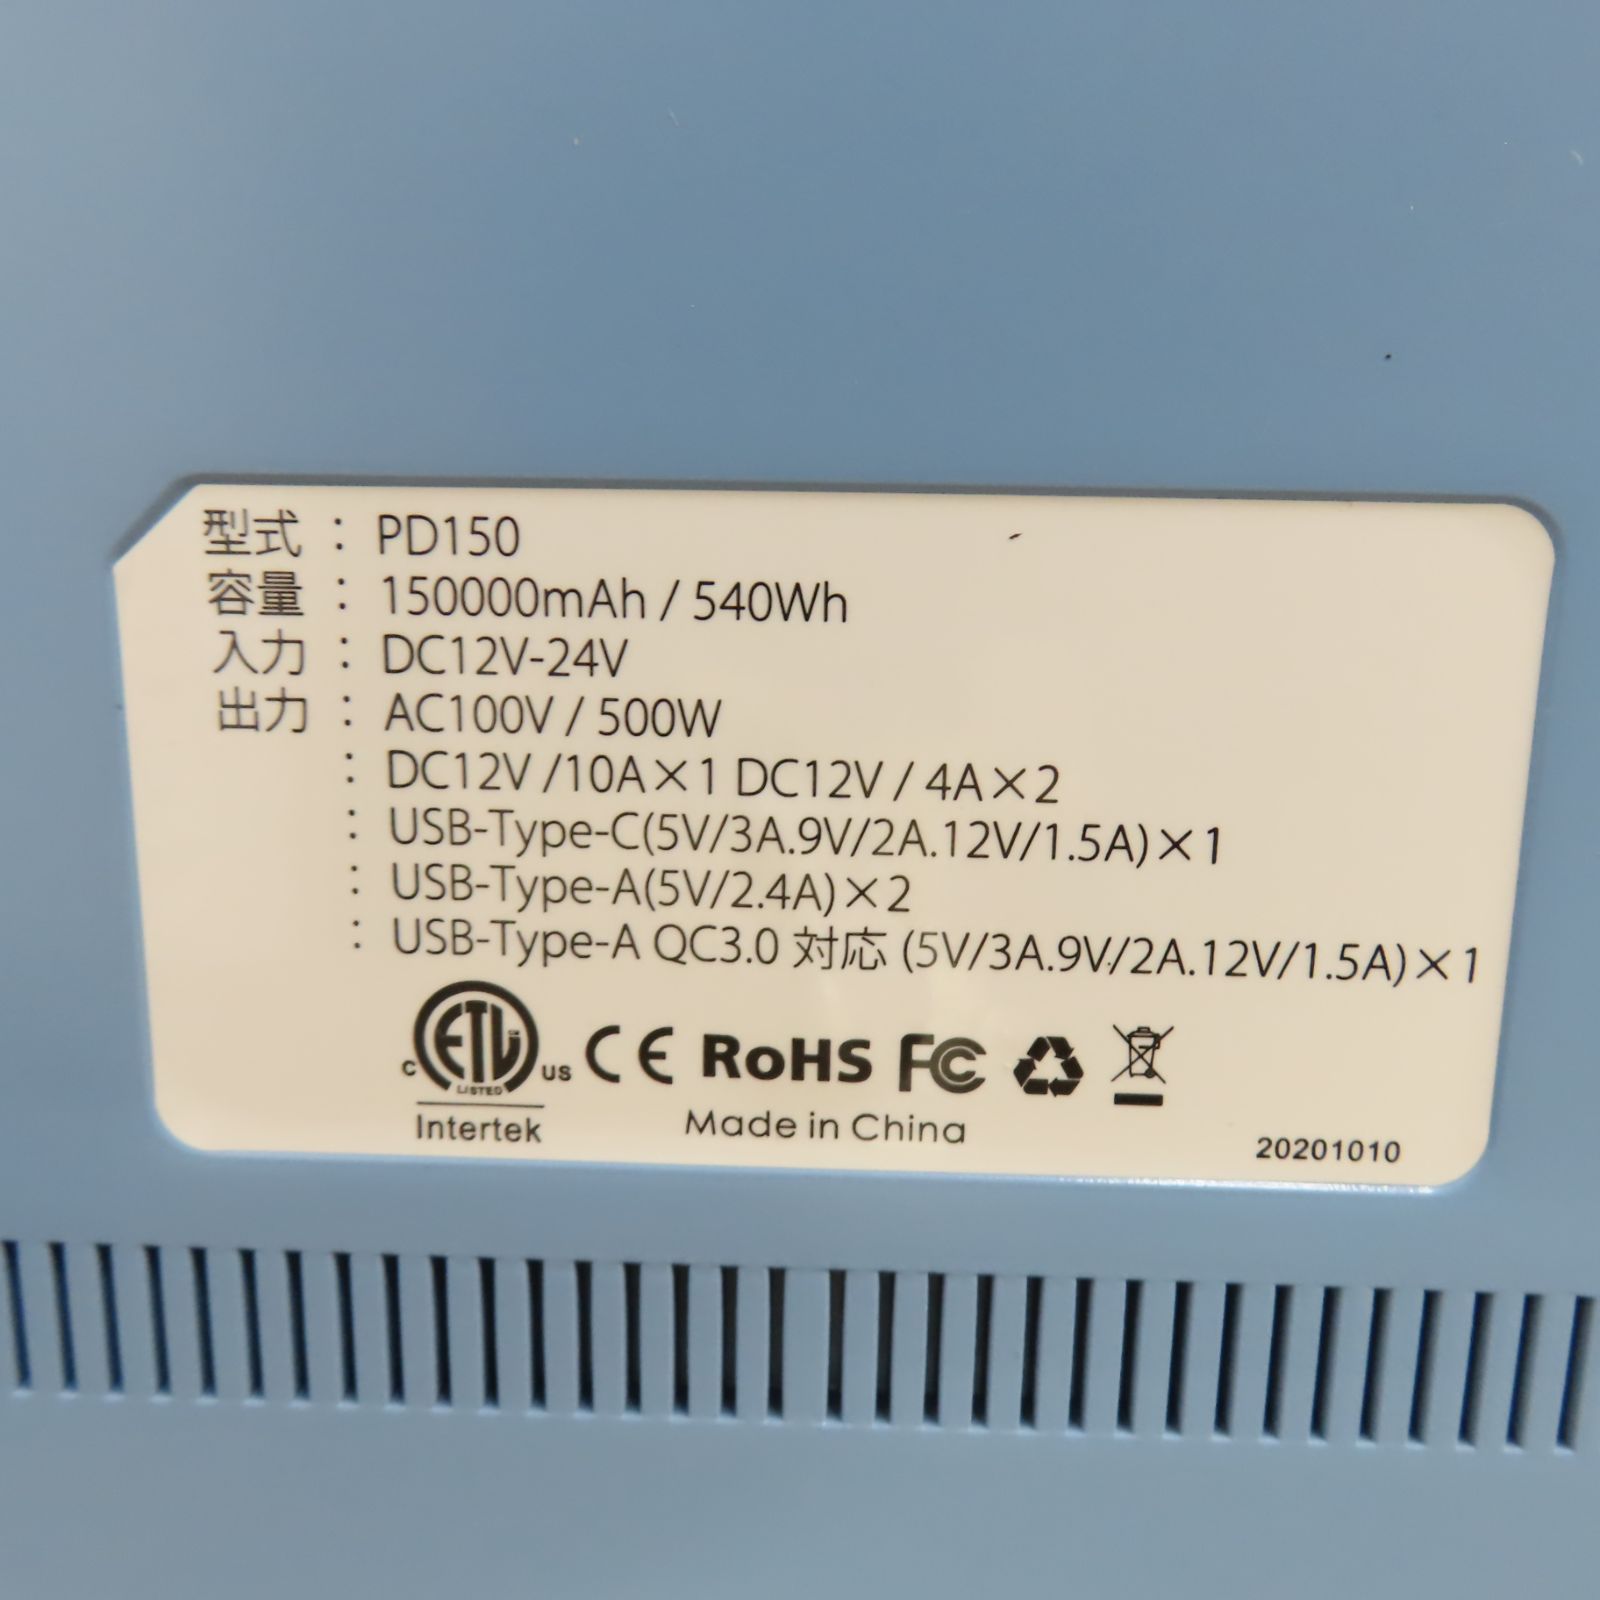 型式 : PD150
容量 : 150000mAh / 540Wh
入力 : DC12V-24V
出力 : AC100V / 500W
: DC12V /10A×1 DC12V / 4A×2
: USB-Type-C(5V/3A.9V/2A.12V/1.5A)×1
: USB-Type-A(5V/2.4A)×2
: USB-Type-A QC3.0 対応 (5V/3A.9V/2A.12V/1.5A)×1
C ETL US CE RoHS FC
LISTED
Intertek Made in China 20201010